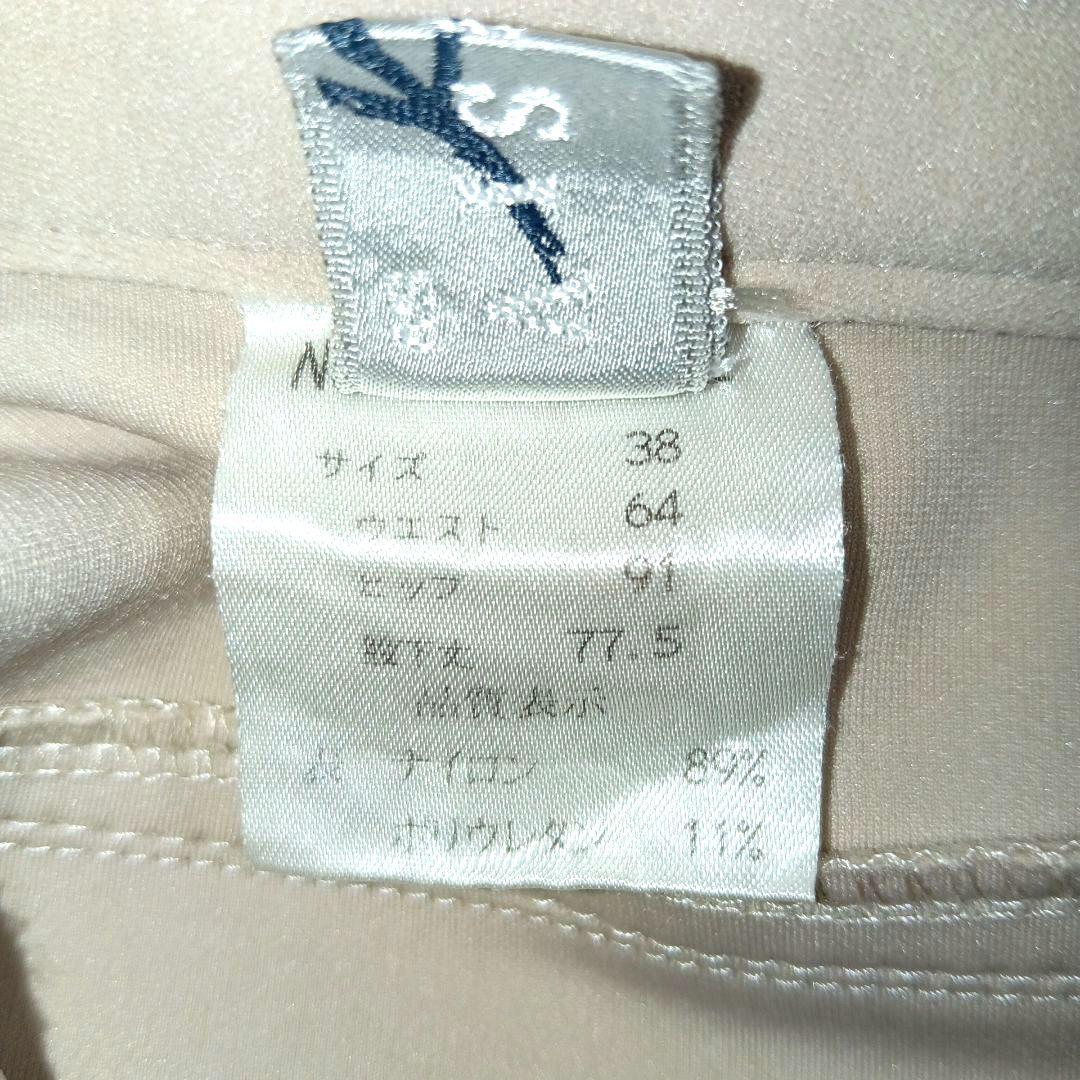 S
N
サイズ 38
ウエスト 64
ヒップ 91
股下丈 77.5
品質表示
表 ナイロン 89%
ポリウレタン 11%